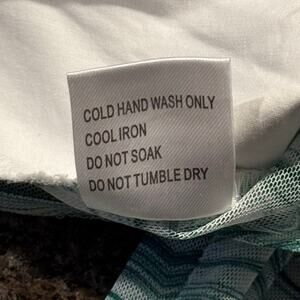 COLD HAND WASH ONLY
COOL IRON
DO NOT SOAK
DO NOT TUMBLE DRY